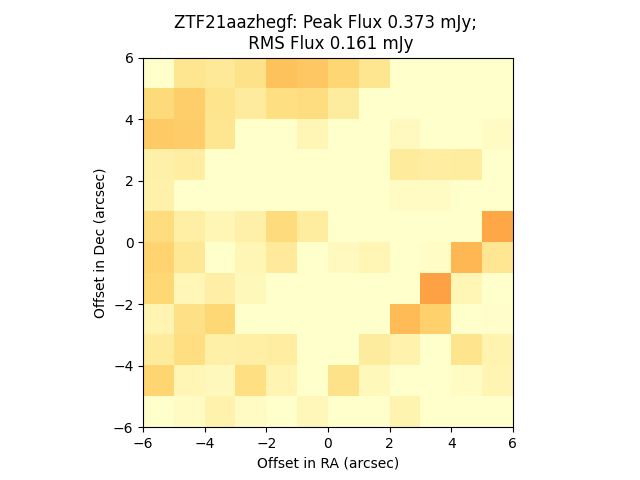 ZTF21aazhegf: Peak Flux 0.373 mJy;
RMS Flux 0.161 mJy
6
4
2
0
−2
−4
−6
Offset in Dec (arcsec)
−6 −4 −2 0 2 4 6
Offset in RA (arcsec)